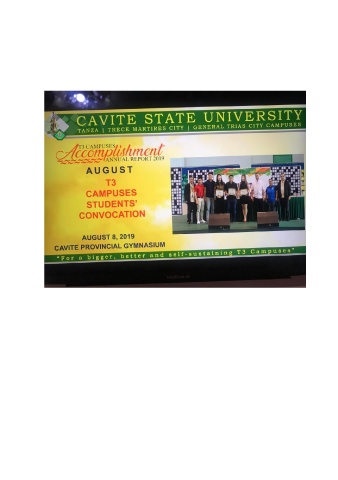 CAVITE STATE UNIVERSITY
TANZA | TRECE MARTIRES CITY | GENERAL TRIAS CITY CAMPUSES
T3 CAMPUSES
Accomplishment
ANNUAL REPORT 2019
AUGUST
T3
CAMPUSES
STUDENTS'
CONVOCATION
AUGUST 8, 2019
CAVITE PROVINCIAL GYMNASIUM
"For a bigger, better and self-sustaining T3 Campuses"